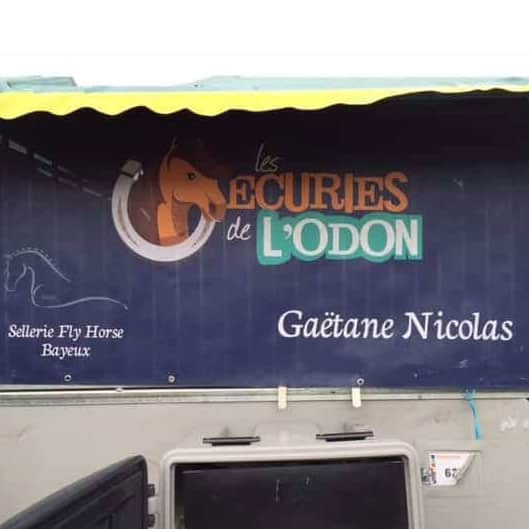 les
ECURIES
de L'ODON
Sellerie Fly Horse
Bayeux
Gaëtane Nicolas